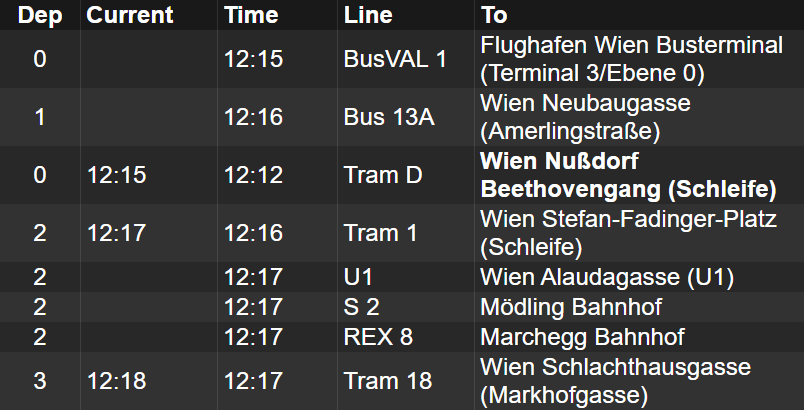 Dep Current Time Line To
0 12:15 BusVAL 1 Flughafen Wien Busterminal
(Terminal 3/Ebene 0)
1 12:16 Bus 13A Wien Neubaugasse
(Amerlingstraße)
0 12:15 12:12 Tram D Wien Nußdorf
Beethovengang (Schleife)
2 12:17 12:16 Tram 1 Wien Stefan-Fadinger-Platz
(Schleife)
2 12:17 U1 Wien Alaudagasse (U1)
2 12:17 S 2 Mödling Bahnhof
2 12:17 REX 8 Marchegg Bahnhof
3 12:18 12:17 Tram 18 Wien Schlachthausgasse
(Markhofgasse)